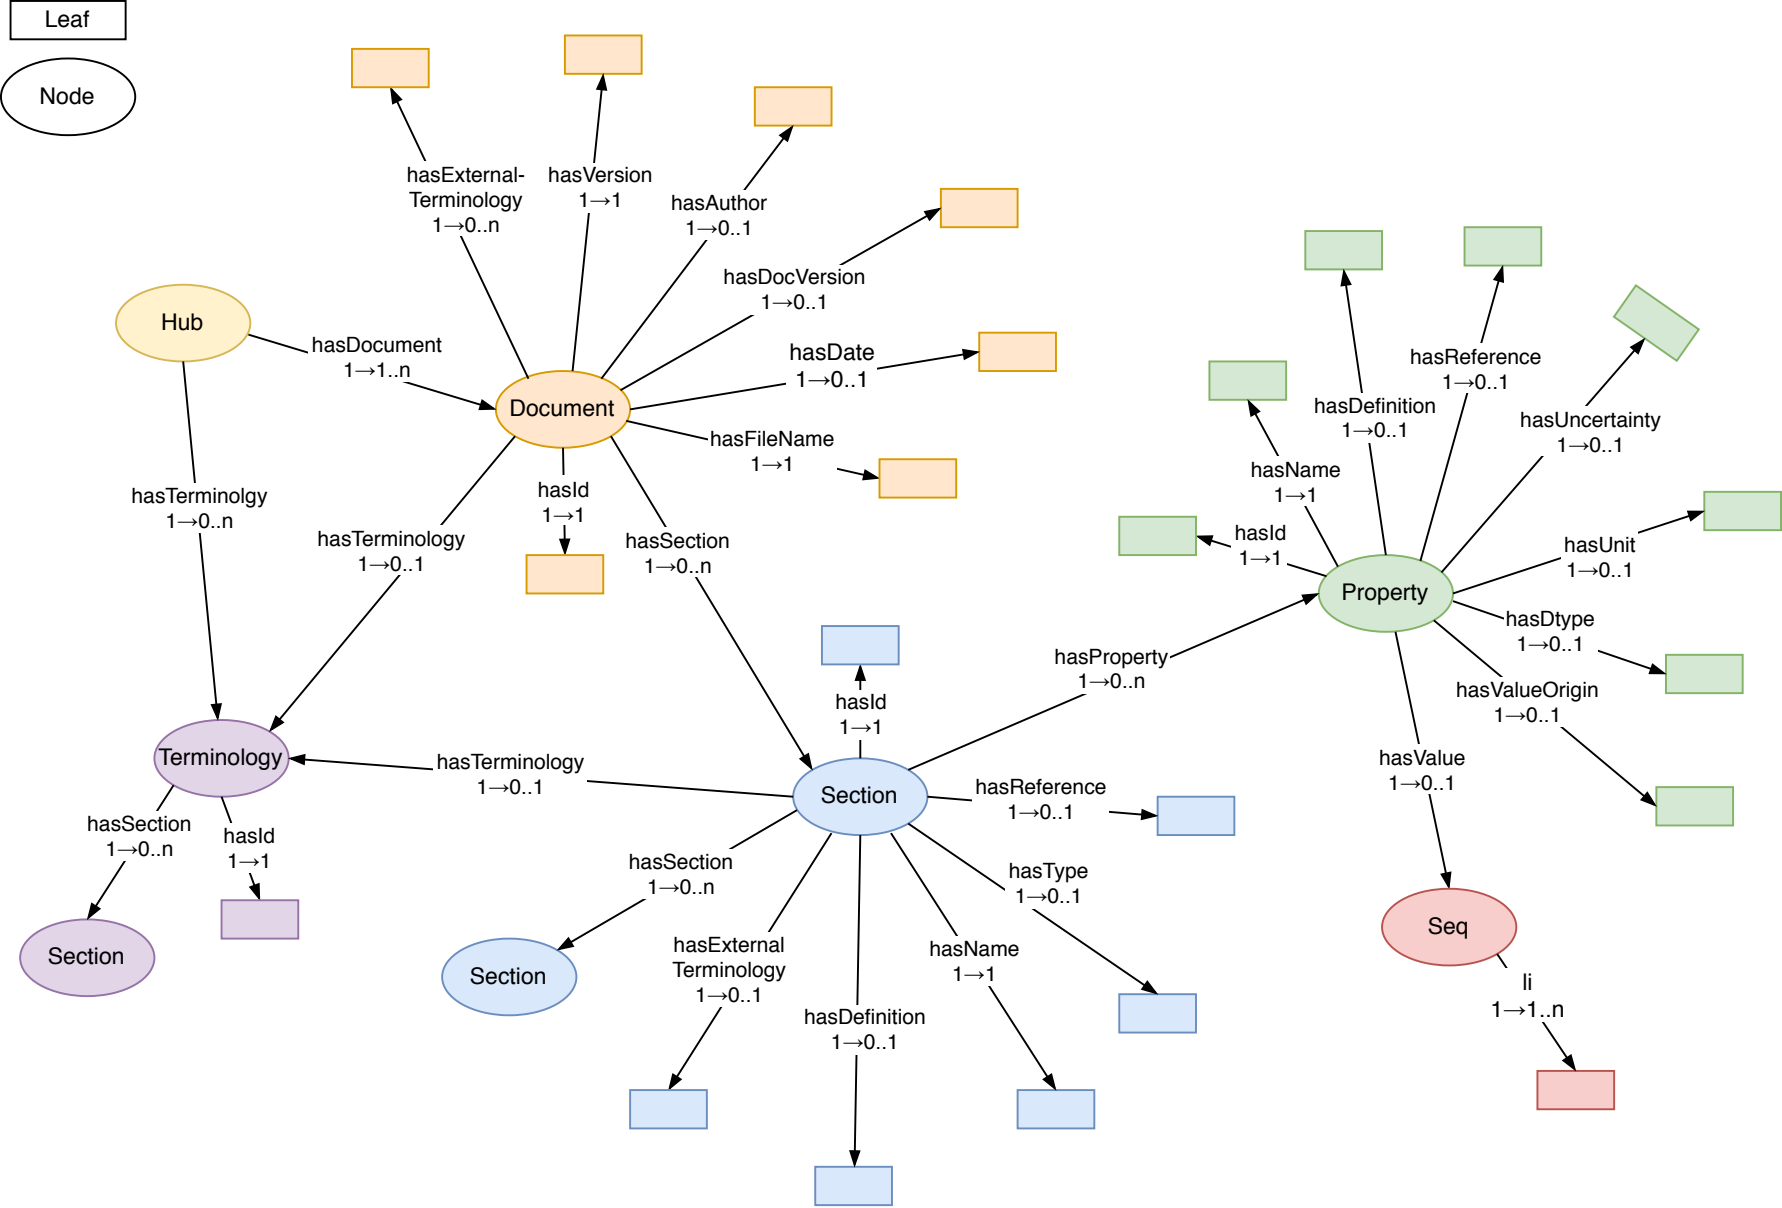 Leaf
Node
hasExternal-
Terminology
1→0..n
hasVersion
1→1
hasAuthor
1→0..1
hasDocVersion
1→0..1
hasDate
1→0..1
hasFileName
1→1
Hub
hasDocument
1→1..n
Document
hasTerminolgy
1→0..n
hasTerminology
1→0..1
hasId
1→1
hasSection
1→0..n
hasReference
1→0..1
hasDefinition
1→0..1
hasUncertainty
1→0..1
hasName
1→1
hasId
1→1
hasUnit
1→0..1
Property
hasDtype
1→0..1
hasProperty
1→0..n
hasValueOrigin
1→0..1
hasValue
1→0..1
hasId
1→1
Terminology
hasTerminology
1→0..1
Section
hasReference
1→0..1
hasSection
1→0..n
hasId
1→1
Section
hasSection
1→0..n
Section
hasType
1→0..1
hasExternal
Terminology
1→0..1
hasName
1→1
hasDefinition
1→0..1
Seq
li
1→1..n